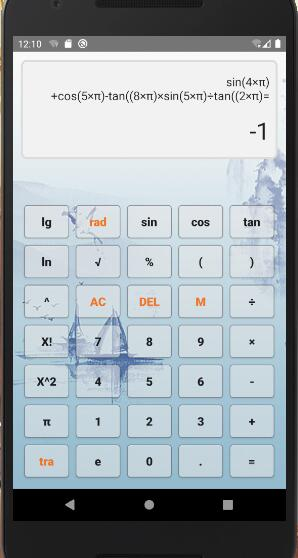 12:10
sin(4×π)
+cos(5×π)-tan((8×π)×sin(5×π)÷tan((2×π)=
-1
lg rad sin cos tan
ln √ % ( )
^ AC DEL M ÷
X! 7 8 9 ×
X^2 4 5 6 -
π 1 2 3 +
tra e 0 . =